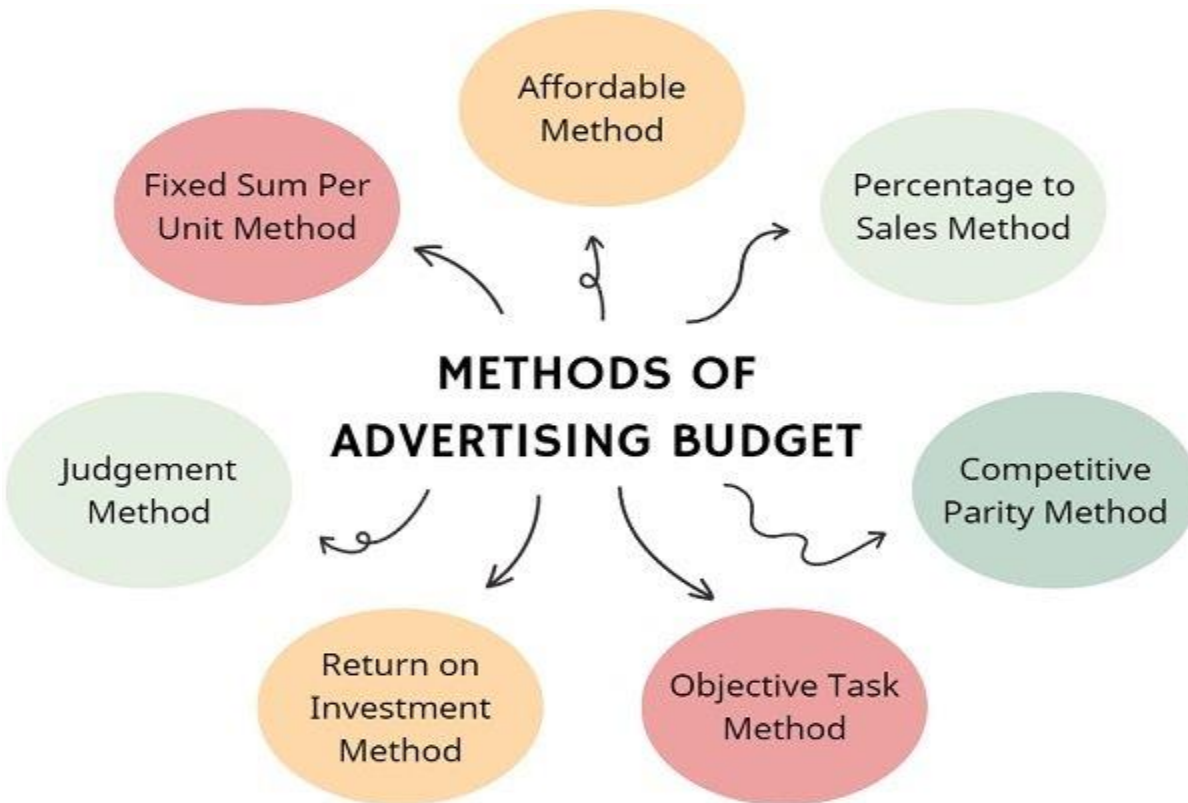 Affordable
Method
Fixed Sum Per
Unit Method
Percentage to
Sales Method
METHODS OF
ADVERTISING BUDGET
Judgement
Method
Competitive
Parity Method
Return on
Investment
Method
Objective Task
Method